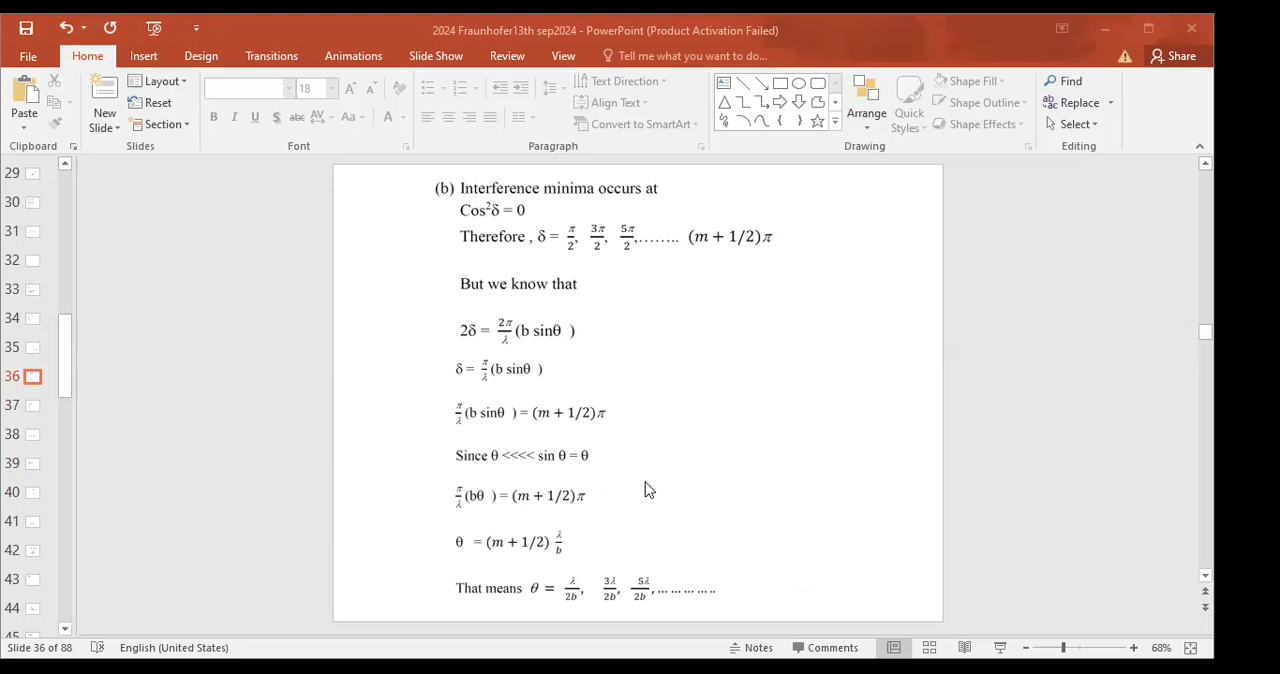 2024 Fraunhofer13th sep2024 - PowerPoint (Product Activation Failed)
File Home Insert Design Transitions Animations Slide Show Review View Tell me what you want to do... Share
Paste
Clipboard
New Slide
Layout
Reset
Section
Slides
18
B I U S abc AV Aa A
Font
Text Direction
Align Text
Convert to SmartArt
Paragraph
Arrange
Quick Styles
Shape Fill
Shape Outline
Shape Effects
Drawing
Find
Replace
Select
Editing
29
30
31
32
33
34
35
36
37
38
39
40
41
42
43
44
45
(b) Interference minima occurs at
Cos²δ = 0
Therefore , δ = π/2, 3π/2, 5π/2,…….. (m + 1/2)π
But we know that
2δ = 2π/λ (b sinθ )
δ = π/λ (b sinθ )
π/λ (b sinθ ) = (m + 1/2)π
Since θ <<<< sin θ = θ
π/λ (bθ ) = (m + 1/2)π
θ = (m + 1/2) λ/b
That means θ = λ/2b, 3λ/2b, 5λ/2b, … … … … ..
Slide 36 of 88 English (United States) Notes Comments 68%